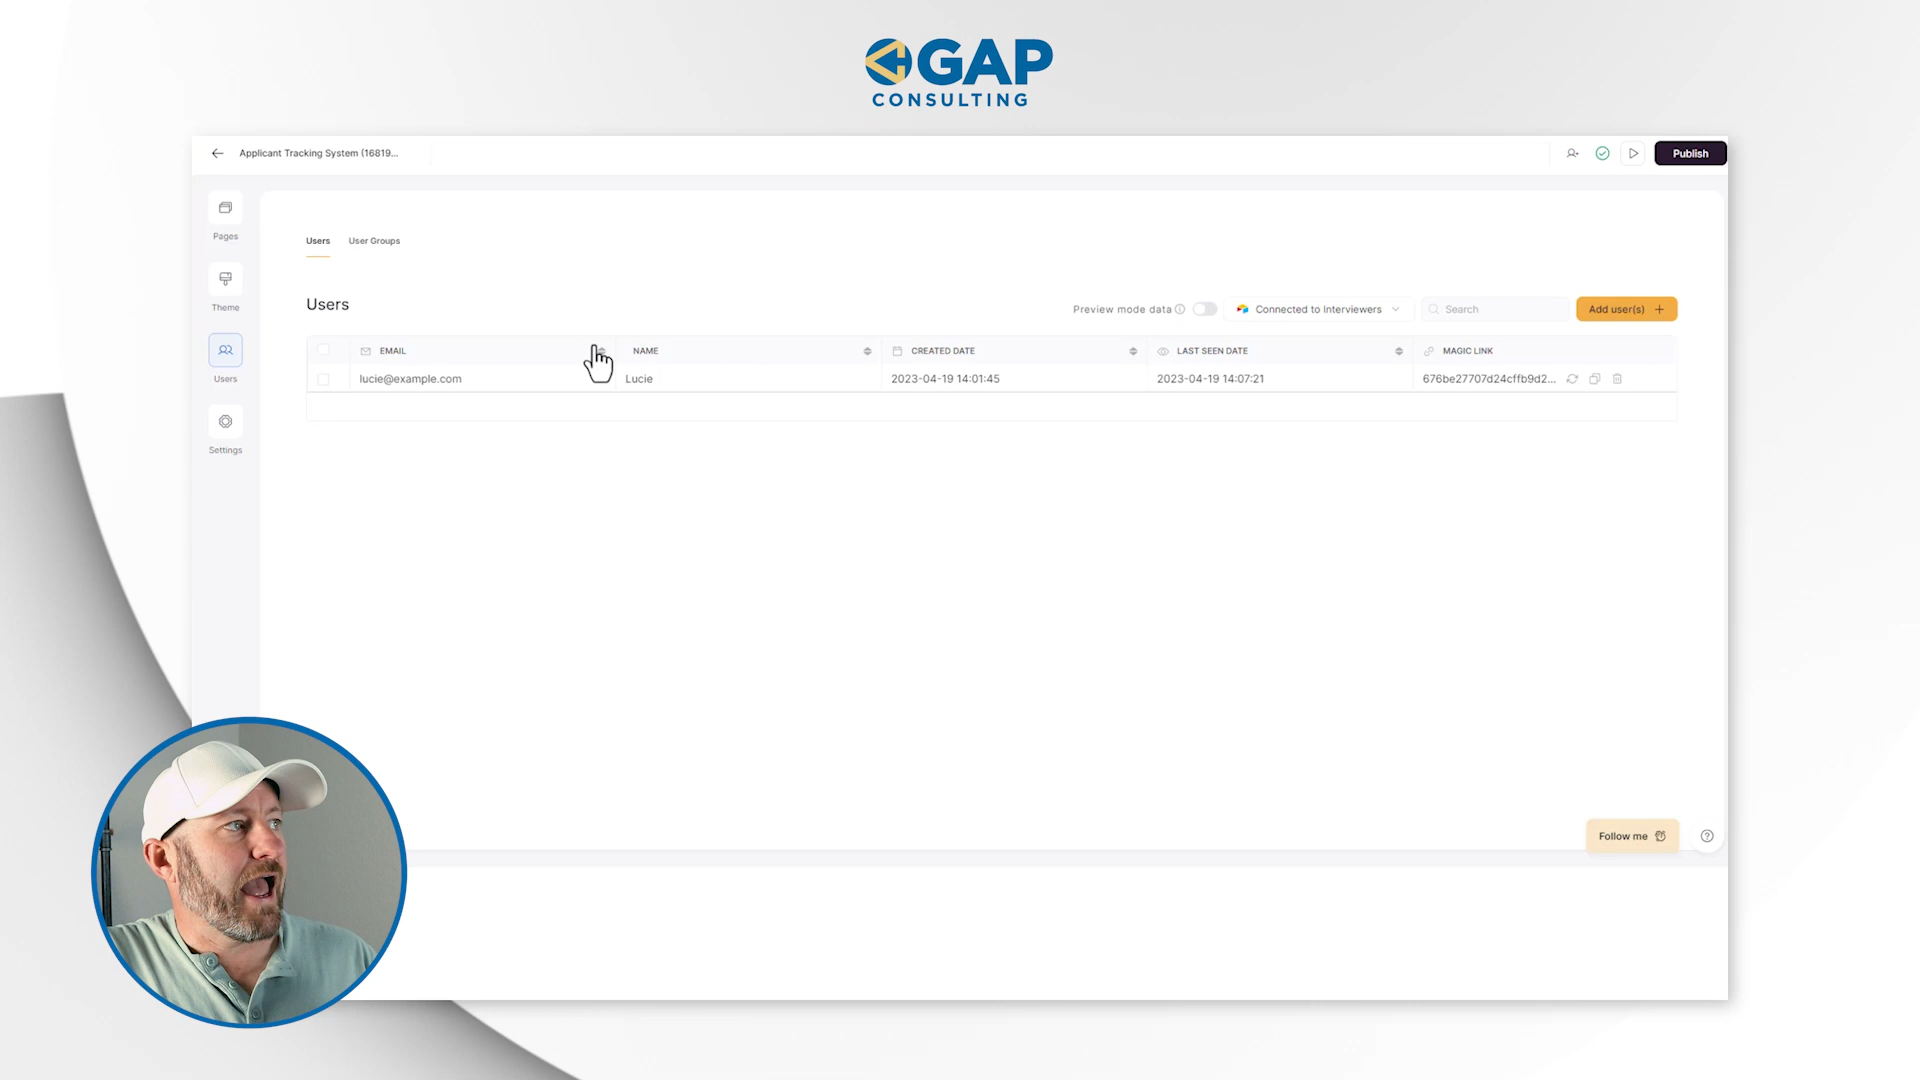 GAP
CONSULTING
Applicant Tracking System (16819...
Publish
Pages
Theme
Users
Settings
Users
User Groups
Users
Preview mode data
Connected to Interviewers
Search
Add user(s) +
EMAIL
NAME
CREATED DATE
LAST SEEN DATE
MAGIC LINK
lucie@example.com
Lucie
2023-04-19 14:01:45
2023-04-19 14:07:21
676be27707d24cffb9d2...
Follow me